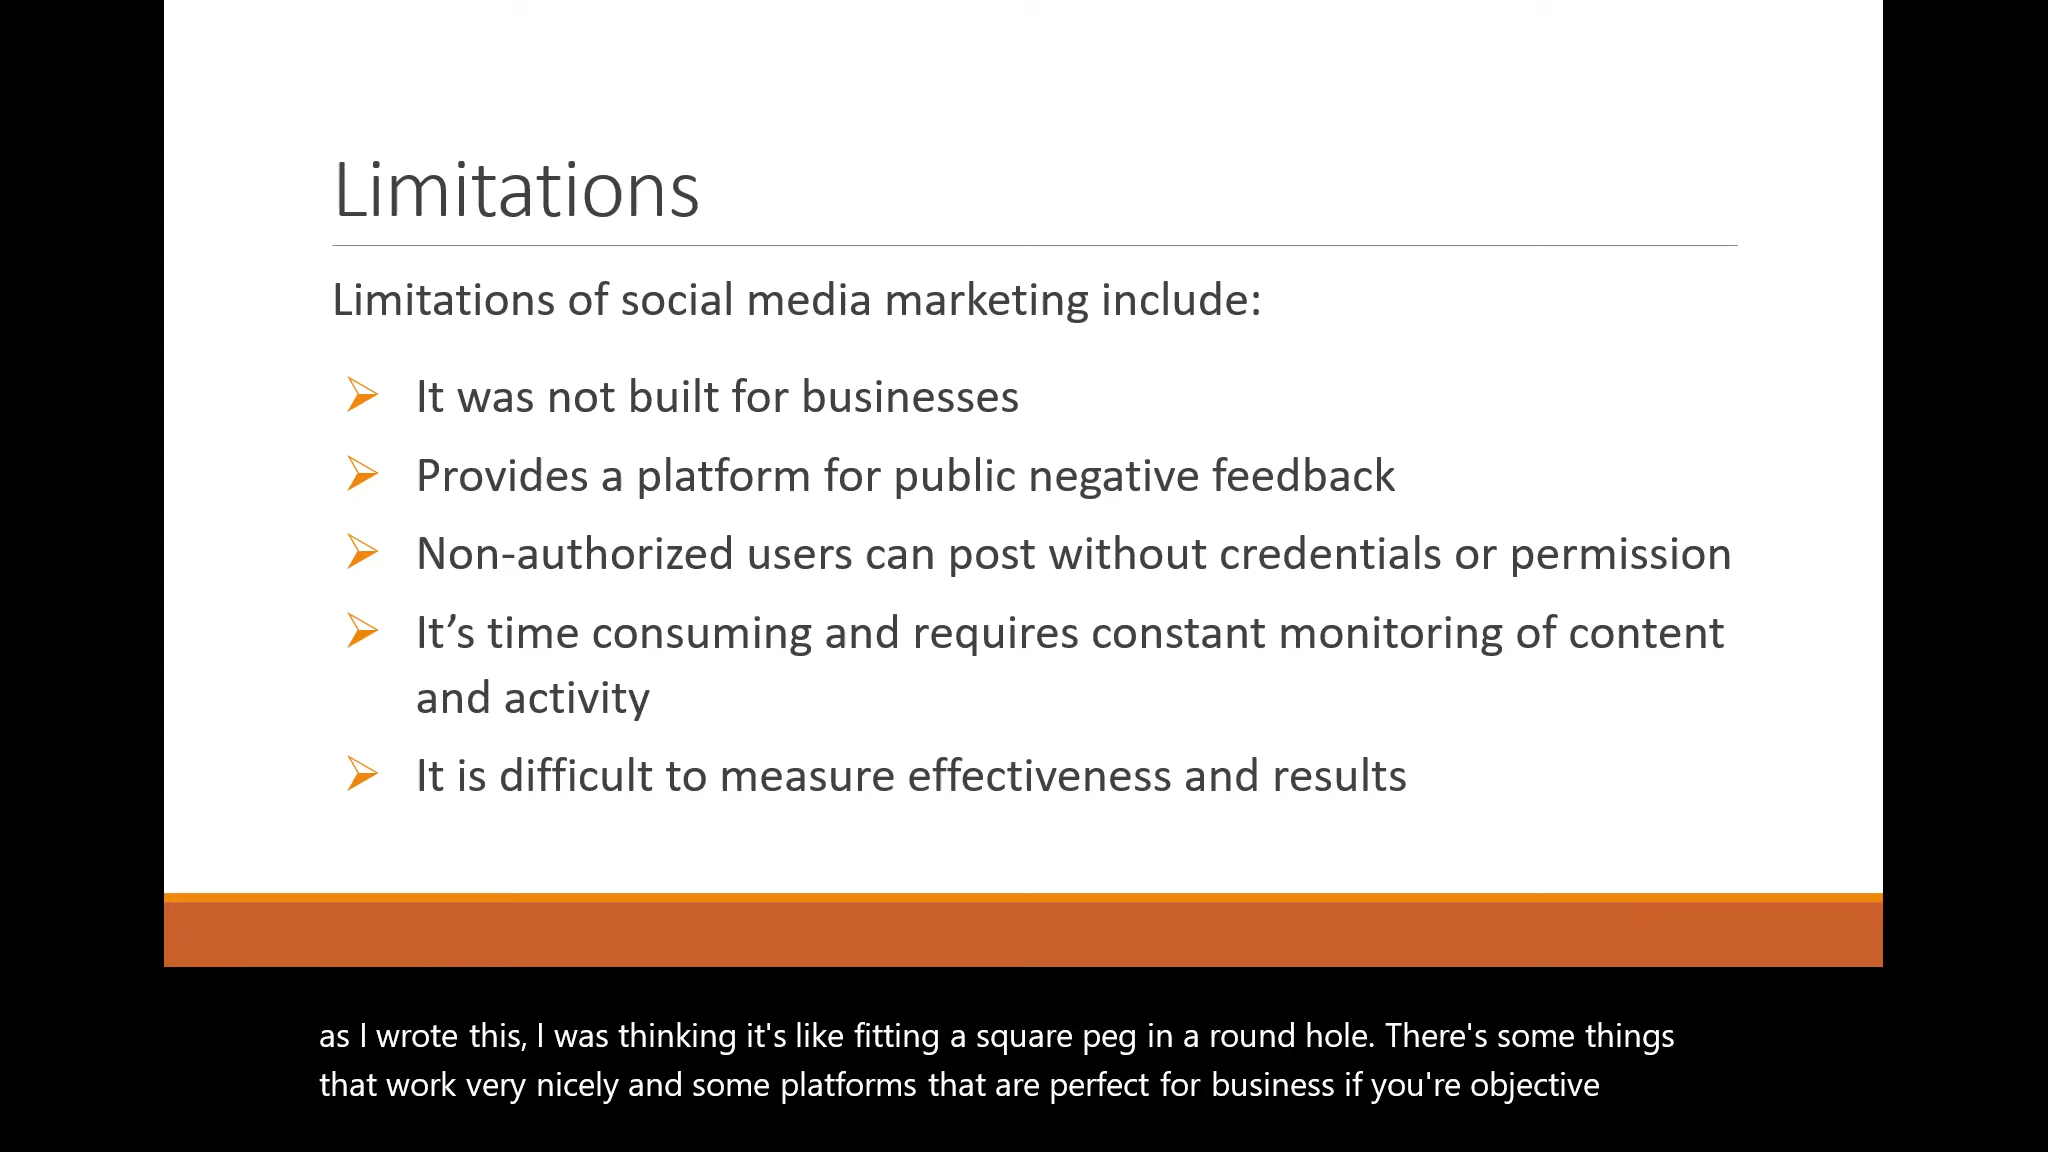 Limitations
Limitations of social media marketing include:
It was not built for businesses
Provides a platform for public negative feedback
Non-authorized users can post without credentials or permission
It’s time consuming and requires constant monitoring of content
and activity
It is difficult to measure effectiveness and results
as I wrote this, I was thinking it's like fitting a square peg in a round hole. There's some things
that work very nicely and some platforms that are perfect for business if you're objective